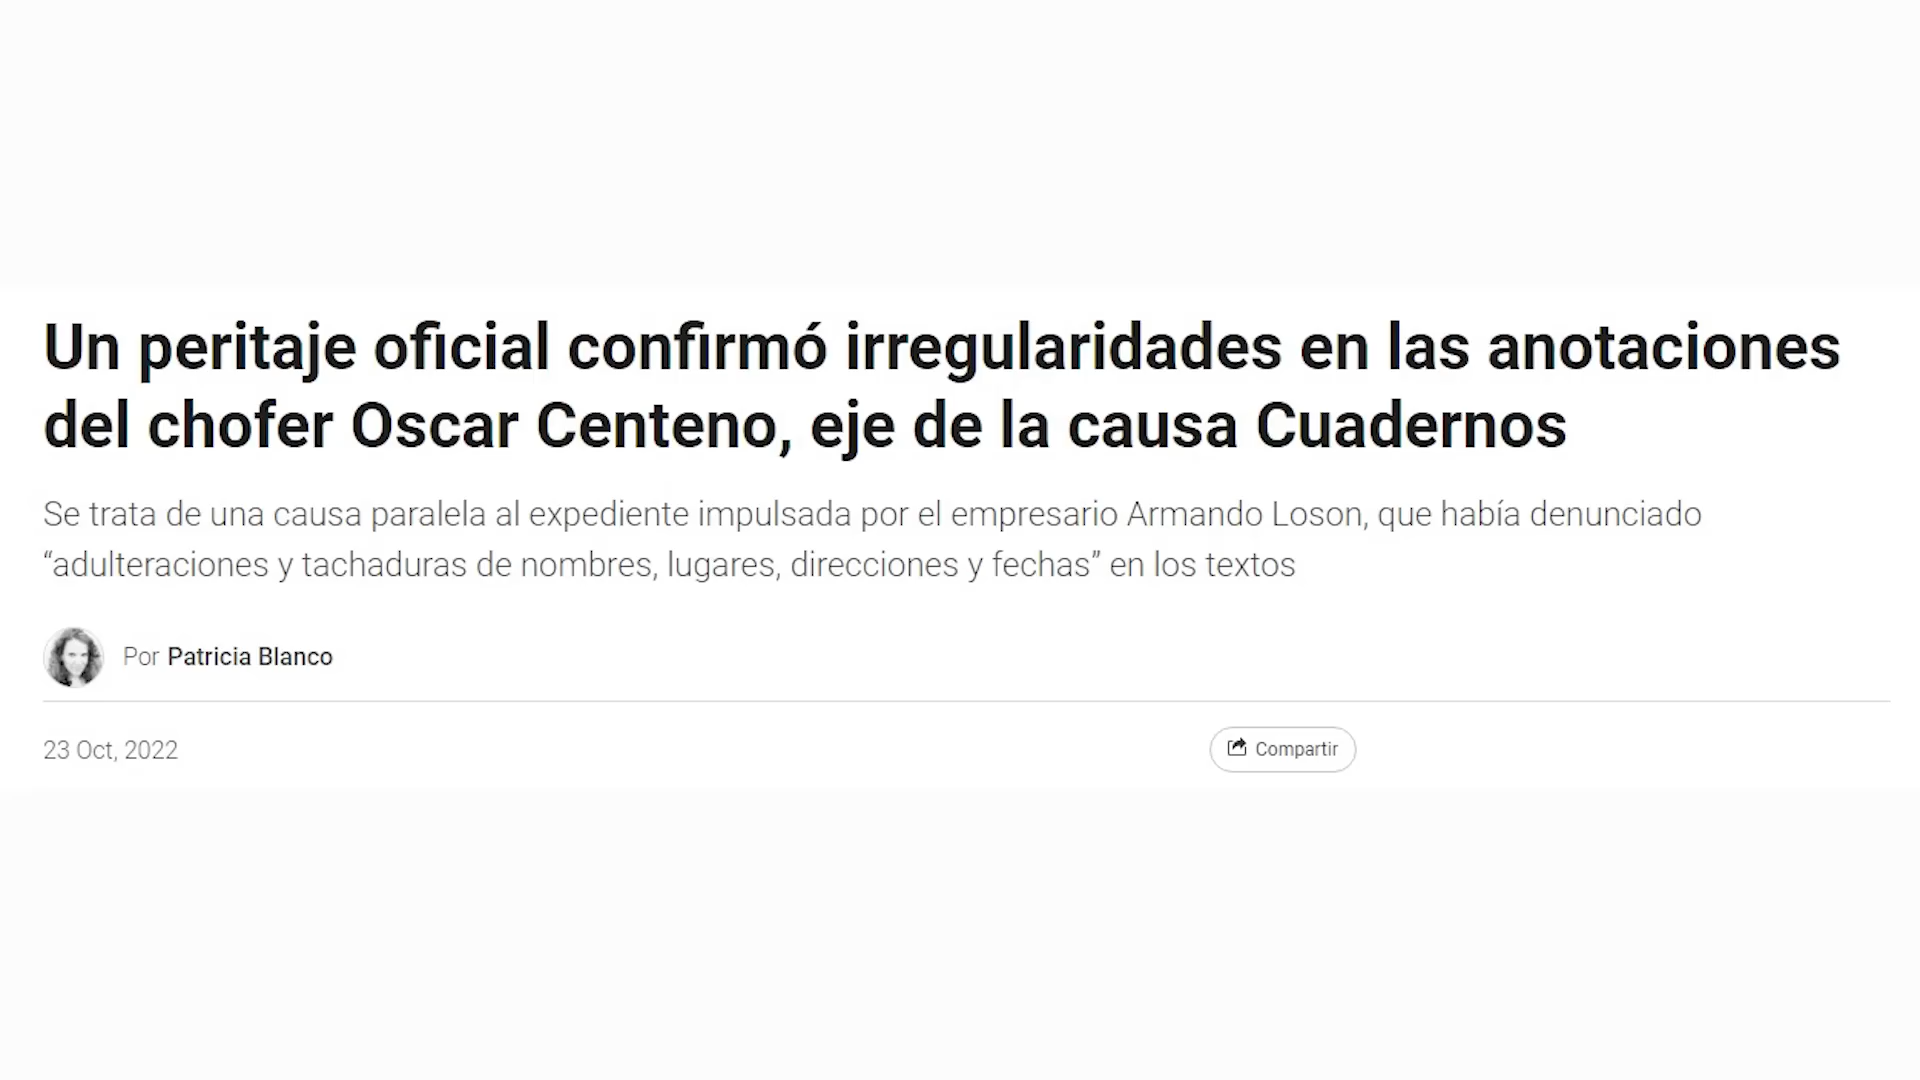 Un peritaje oficial confirmó irregularidades en las anotaciones
del chofer Oscar Centeno, eje de la causa Cuadernos
Se trata de una causa paralela al expediente impulsada por el empresario Armando Loson, que había denunciado
“adulteraciones y tachaduras de nombres, lugares, direcciones y fechas” en los textos
Por Patricia Blanco
23 Oct, 2022
Compartir